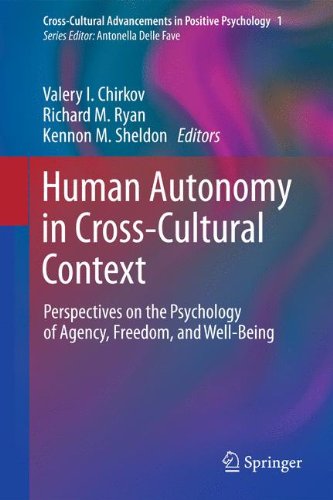 Cross-Cultural Advancements in Positive Psychology 1
Series Editor: Antonella Delle Fave
Valery I. Chirkov
Richard M. Ryan
Kennon M. Sheldon Editors
Human Autonomy
in Cross-Cultural
Context
Perspectives on the Psychology
of Agency, Freedom, and Well-Being
Springer